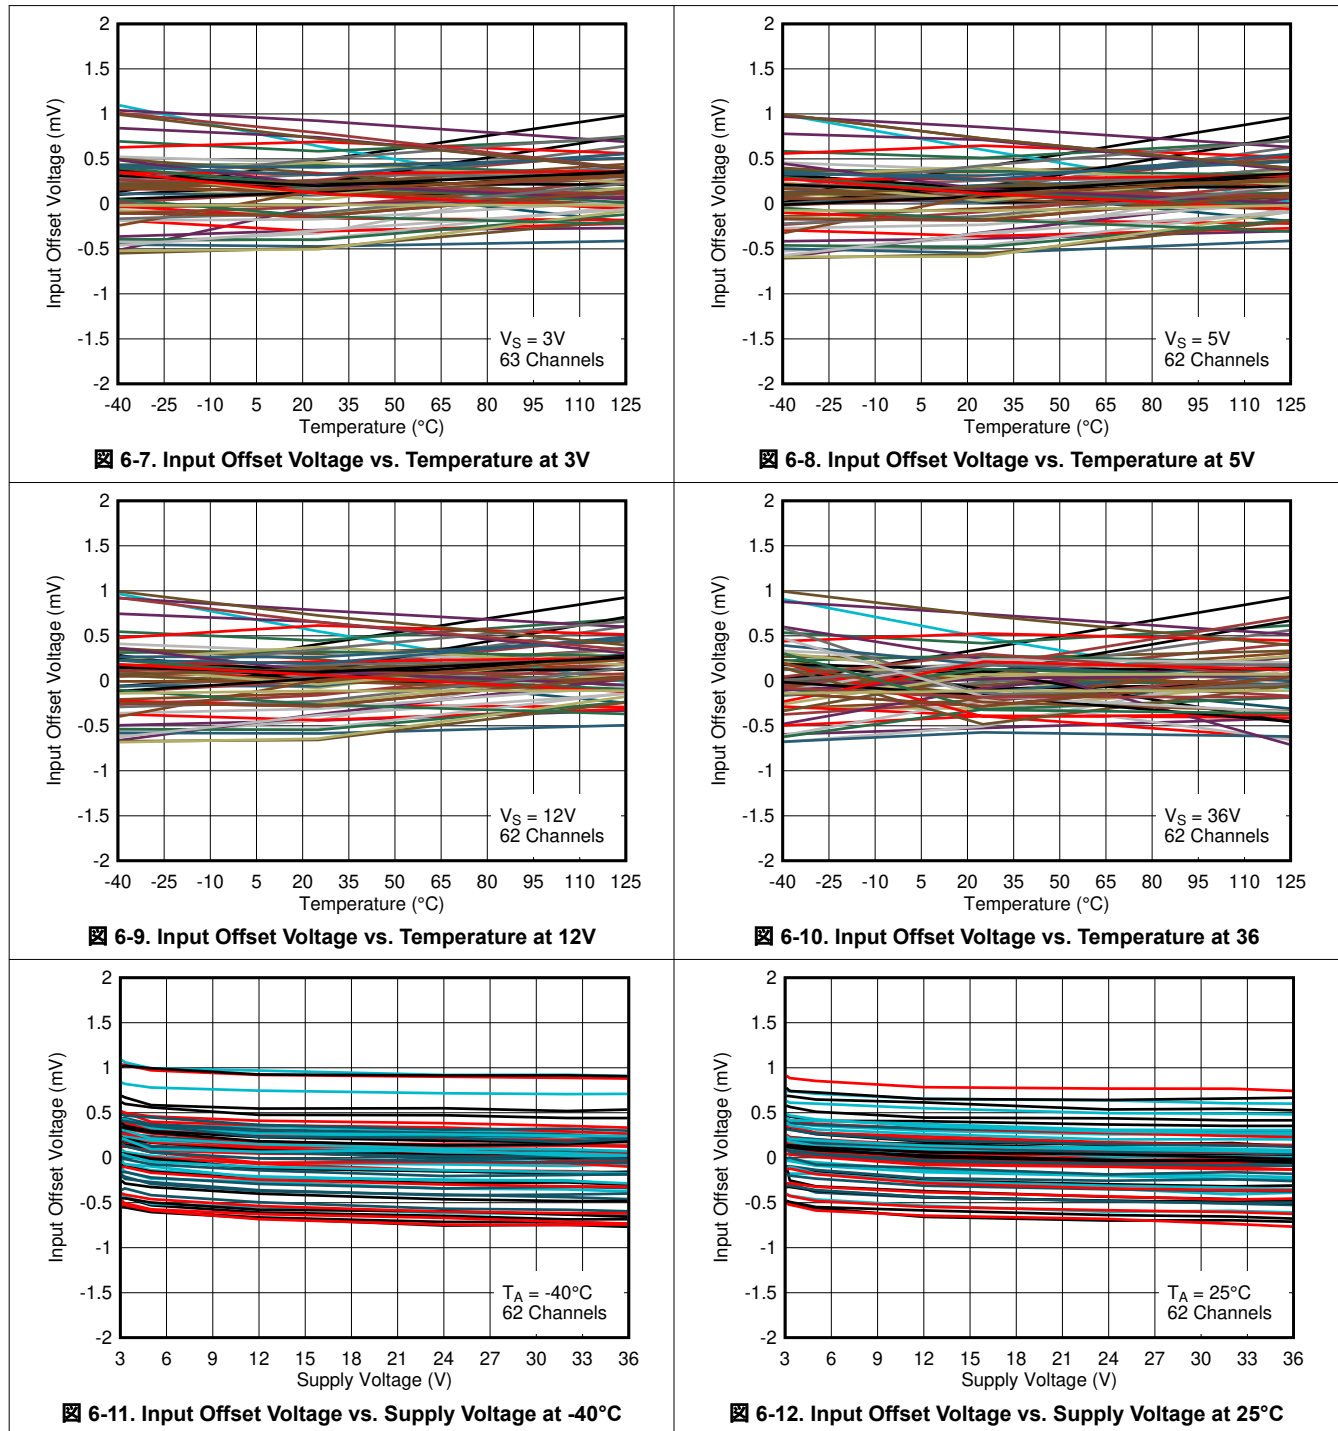 2
1.5
1
0.5
0
-0.5
-1
-1.5
-2
Input Offset Voltage (mV)
VS = 3V
63 Channels
-40 -25 -10 5 20 35 50 65 80 95 110 125
Temperature (°C)
図 6-7. Input Offset Voltage vs. Temperature at 3V
2
1.5
1
0.5
0
-0.5
-1
-1.5
-2
Input Offset Voltage (mV)
VS = 5V
62 Channels
-40 -25 -10 5 20 35 50 65 80 95 110 125
Temperature (°C)
図 6-8. Input Offset Voltage vs. Temperature at 5V
2
1.5
1
0.5
0
-0.5
-1
-1.5
-2
Input Offset Voltage (mV)
VS = 12V
62 Channels
-40 -25 -10 5 20 35 50 65 80 95 110 125
Temperature (°C)
図 6-9. Input Offset Voltage vs. Temperature at 12V
2
1.5
1
0.5
0
-0.5
-1
-1.5
-2
Input Offset Voltage (mV)
VS = 36V
62 Channels
-40 -25 -10 5 20 35 50 65 80 95 110 125
Temperature (°C)
図 6-10. Input Offset Voltage vs. Temperature at 36
2
1.5
1
0.5
0
-0.5
-1
-1.5
-2
Input Offset Voltage (mV)
TA = -40°C
62 Channels
3 6 9 12 15 18 21 24 27 30 33 36
Supply Voltage (V)
図 6-11. Input Offset Voltage vs. Supply Voltage at -40°C
2
1.5
1
0.5
0
-0.5
-1
-1.5
-2
Input Offset Voltage (mV)
TA = 25°C
62 Channels
3 6 9 12 15 18 21 24 27 30 33 36
Supply Voltage (V)
図 6-12. Input Offset Voltage vs. Supply Voltage at 25°C